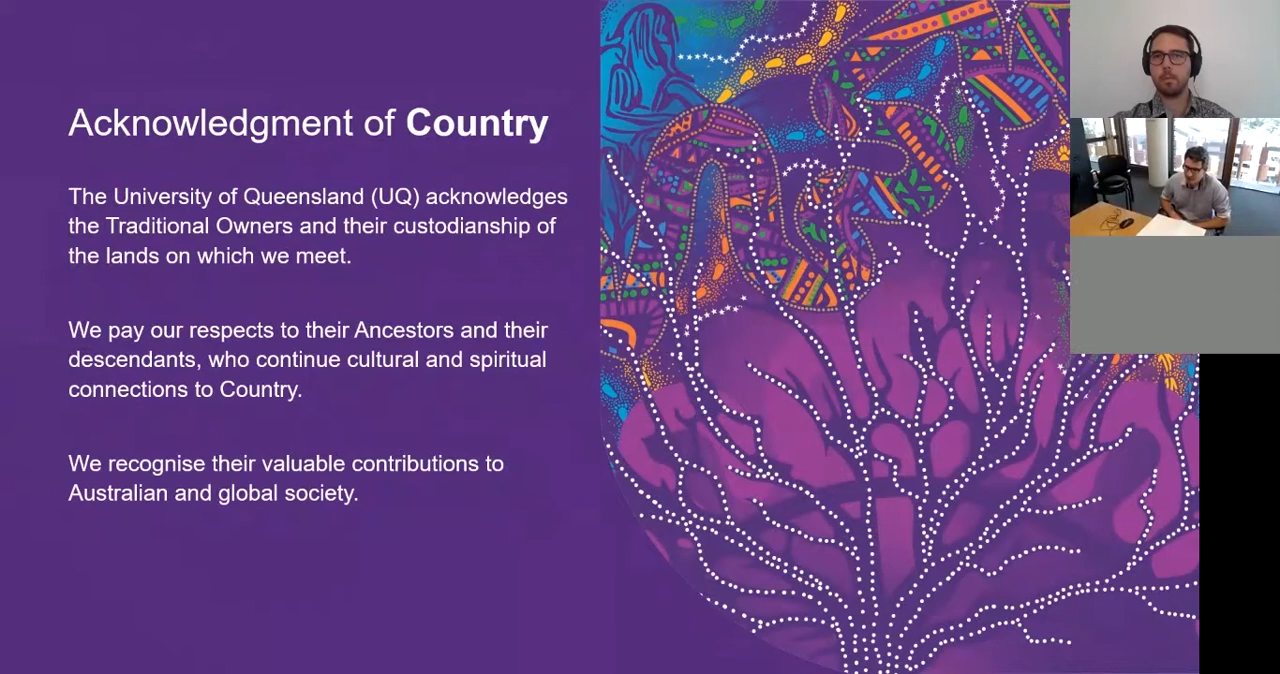 Acknowledgment of Country
The University of Queensland (UQ) acknowledges
the Traditional Owners and their custodianship of
the lands on which we meet.
We pay our respects to their Ancestors and their
descendants, who continue cultural and spiritual
connections to Country.
We recognise their valuable contributions to
Australian and global society.